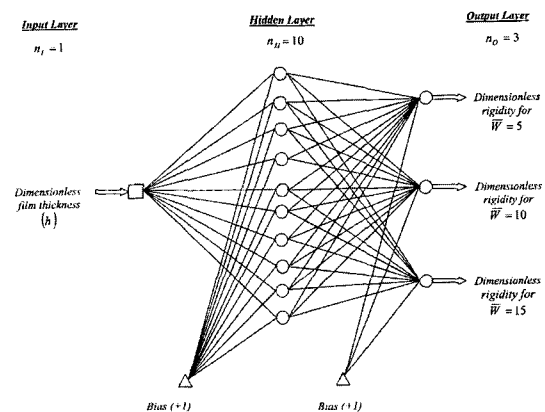 Input Layer
n_I = 1
Hidden Layer
n_H = 10
Output Layer
n_O = 3
Dimensionless
film thickness
(h)
Dimensionless
rigidity for
W̅ = 5
Dimensionless
rigidity for
W̅ = 10
Dimensionless
rigidity for
W̅ = 15
Bias (+1)
Bias (+1)